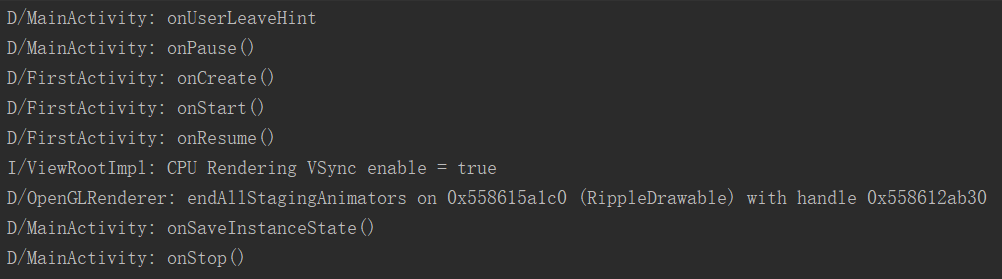 D/MainActivity: onUserLeaveHint
D/MainActivity: onPause()
D/FirstActivity: onCreate()
D/FirstActivity: onStart()
D/FirstActivity: onResume()
I/ViewRootImpl: CPU Rendering VSync enable = true
D/OpenGLRenderer: endAllStagingAnimators on 0x558615a1c0 (RippleDrawable) with handle 0x558612ab30
D/MainActivity: onSaveInstanceState()
D/MainActivity: onStop()